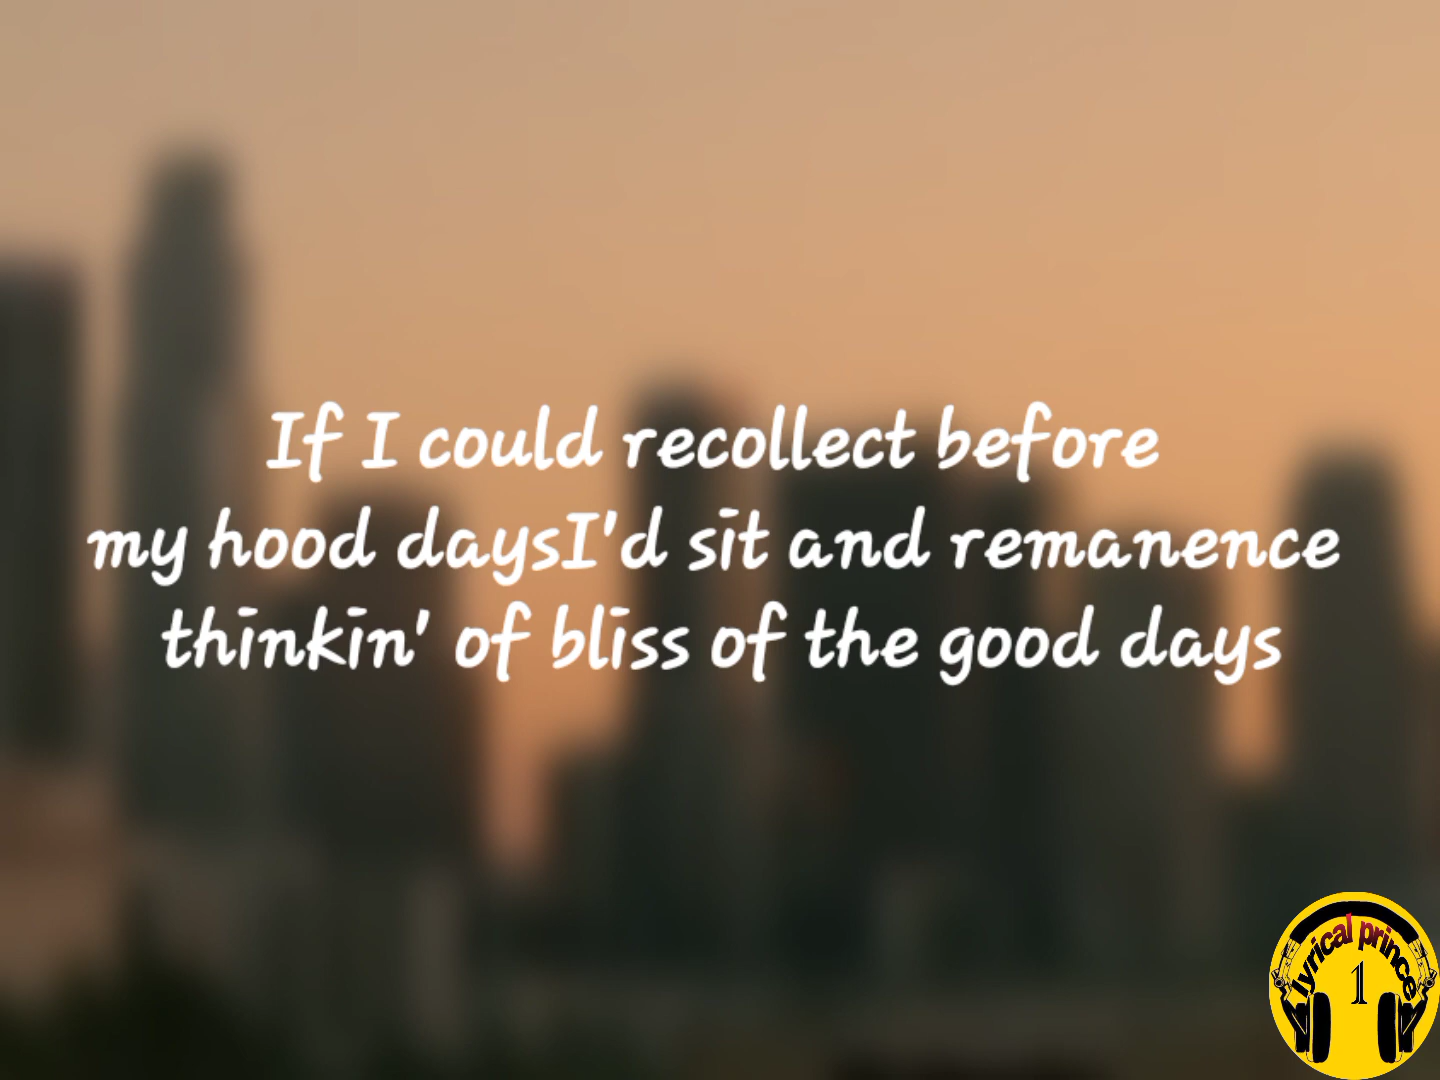 If I could recollect before
my hood daysI'd sit and remanence
thinkin' of bliss of the good days
lyrical prince
1